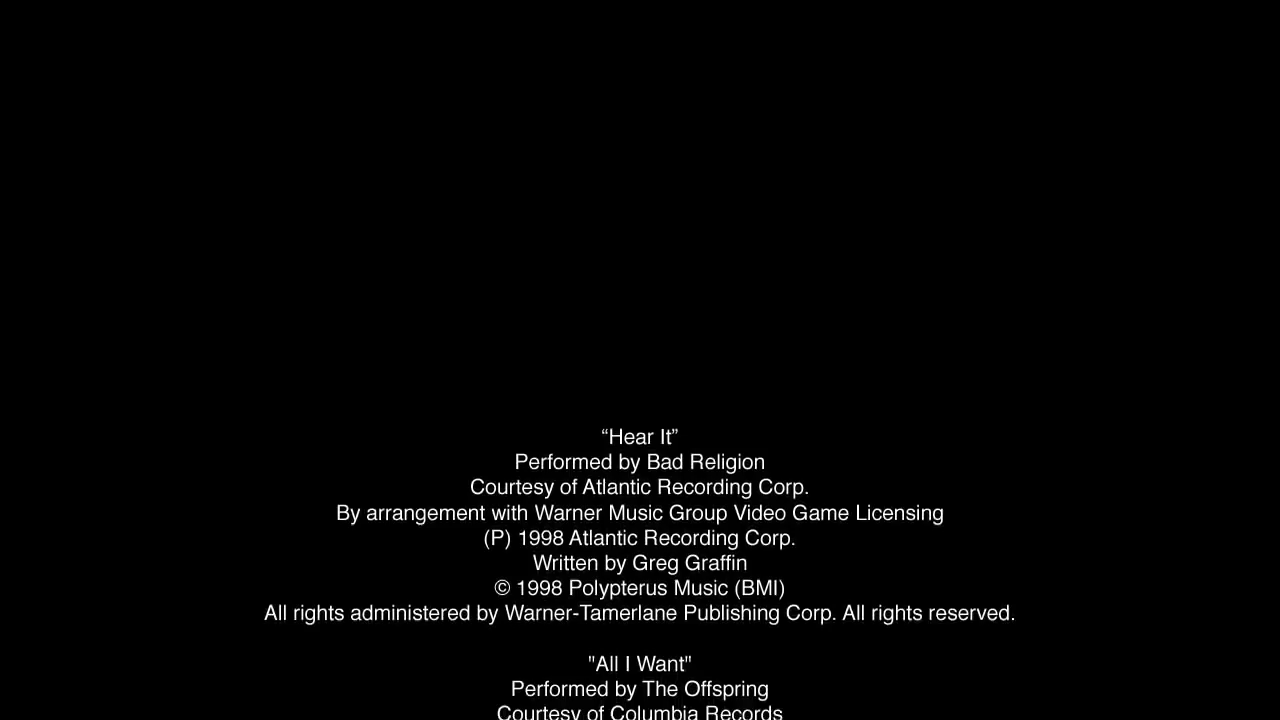 “Hear It”
Performed by Bad Religion
Courtesy of Atlantic Recording Corp.
By arrangement with Warner Music Group Video Game Licensing
(P) 1998 Atlantic Recording Corp.
Written by Greg Graffin
© 1998 Polypterus Music (BMI)
All rights administered by Warner-Tamerlane Publishing Corp. All rights reserved.
"All I Want"
Performed by The Offspring
Courtesy of Columbia Records